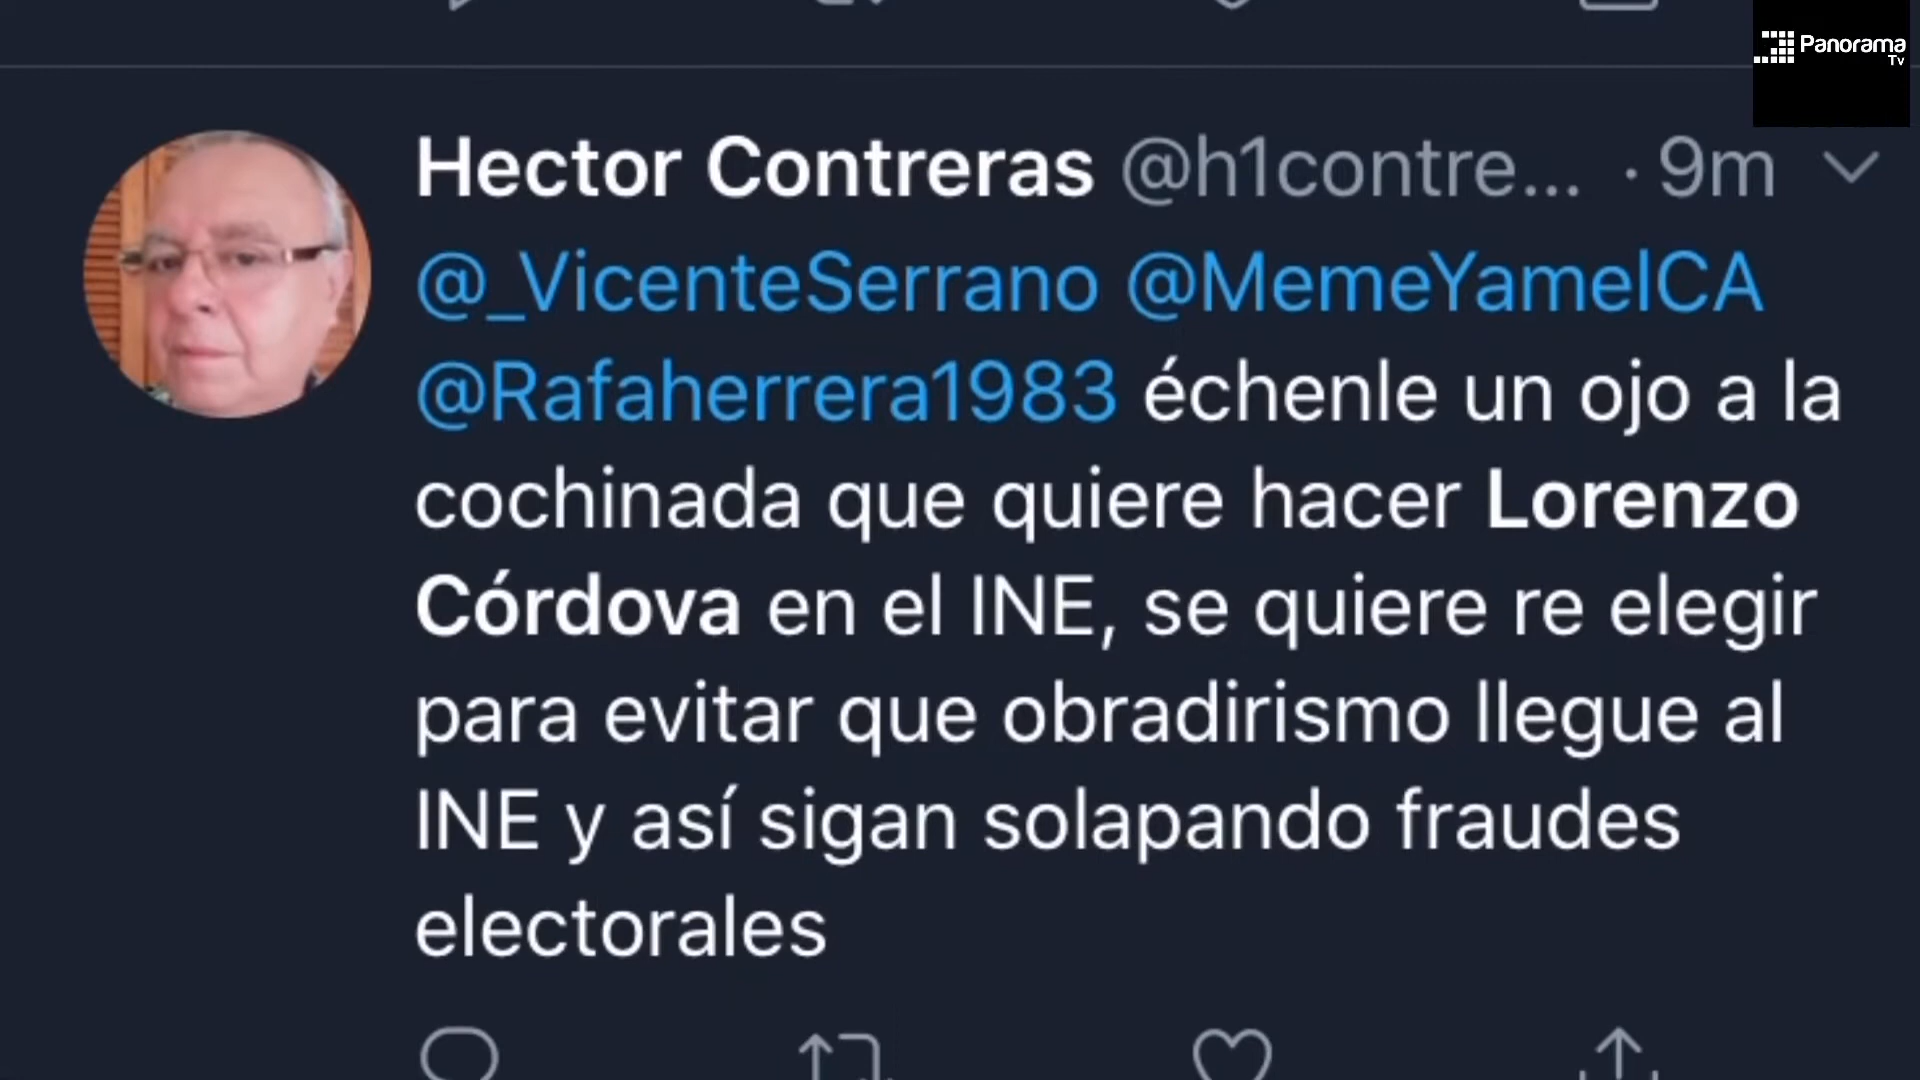 Panorama
Tv
Hector Contreras @h1contre... · 9m
@_VicenteSerrano @MemeYamelCA
@Rafaherrera1983 échenle un ojo a la
cochinada que quiere hacer Lorenzo
Córdova en el INE, se quiere re elegir
para evitar que obradirismo llegue al
INE y así sigan solapando fraudes
electorales